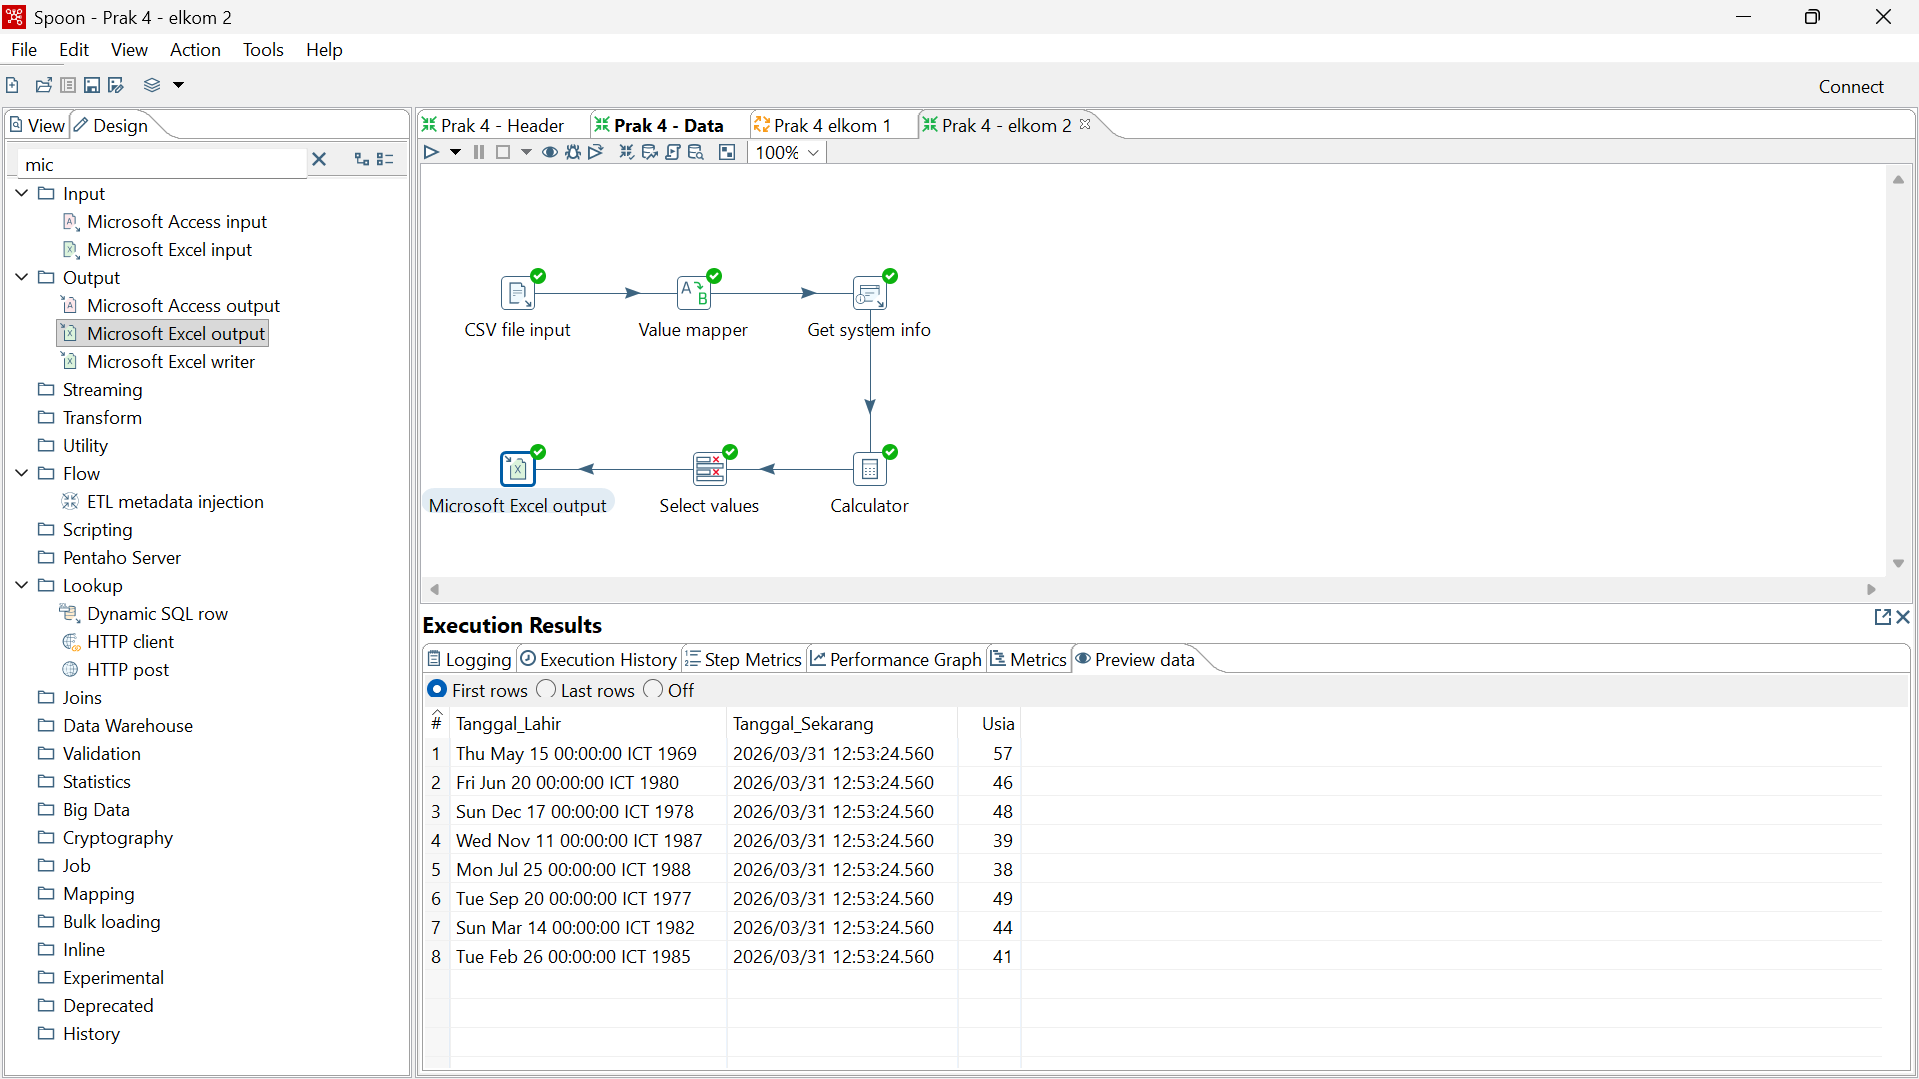 Spoon - Prak 4 - elkom 2
File Edit View Action Tools Help
Connect
View Design
mic
Input
Microsoft Access input
Microsoft Excel input
Output
Microsoft Access output
Microsoft Excel output
Microsoft Excel writer
Streaming
Transform
Utility
Flow
ETL metadata injection
Scripting
Pentaho Server
Lookup
Dynamic SQL row
HTTP client
HTTP post
Joins
Data Warehouse
Validation
Statistics
Big Data
Cryptography
Job
Mapping
Bulk loading
Inline
Experimental
Deprecated
History
Prak 4 - Header Prak 4 - Data Prak 4 elkom 1 Prak 4 - elkom 2
100%
CSV file input Value mapper Get system info
Microsoft Excel output Select values Calculator
Execution Results
Logging Execution History Step Metrics Performance Graph Metrics Preview data
First rows Last rows Off
# Tanggal_Lahir Tanggal_Sekarang Usia
1 Thu May 15 00:00:00 ICT 1969 2026/03/31 12:53:24.560 57
2 Fri Jun 20 00:00:00 ICT 1980 2026/03/31 12:53:24.560 46
3 Sun Dec 17 00:00:00 ICT 1978 2026/03/31 12:53:24.560 48
4 Wed Nov 11 00:00:00 ICT 1987 2026/03/31 12:53:24.560 39
5 Mon Jul 25 00:00:00 ICT 1988 2026/03/31 12:53:24.560 38
6 Tue Sep 20 00:00:00 ICT 1977 2026/03/31 12:53:24.560 49
7 Sun Mar 14 00:00:00 ICT 1982 2026/03/31 12:53:24.560 44
8 Tue Feb 26 00:00:00 ICT 1985 2026/03/31 12:53:24.560 41